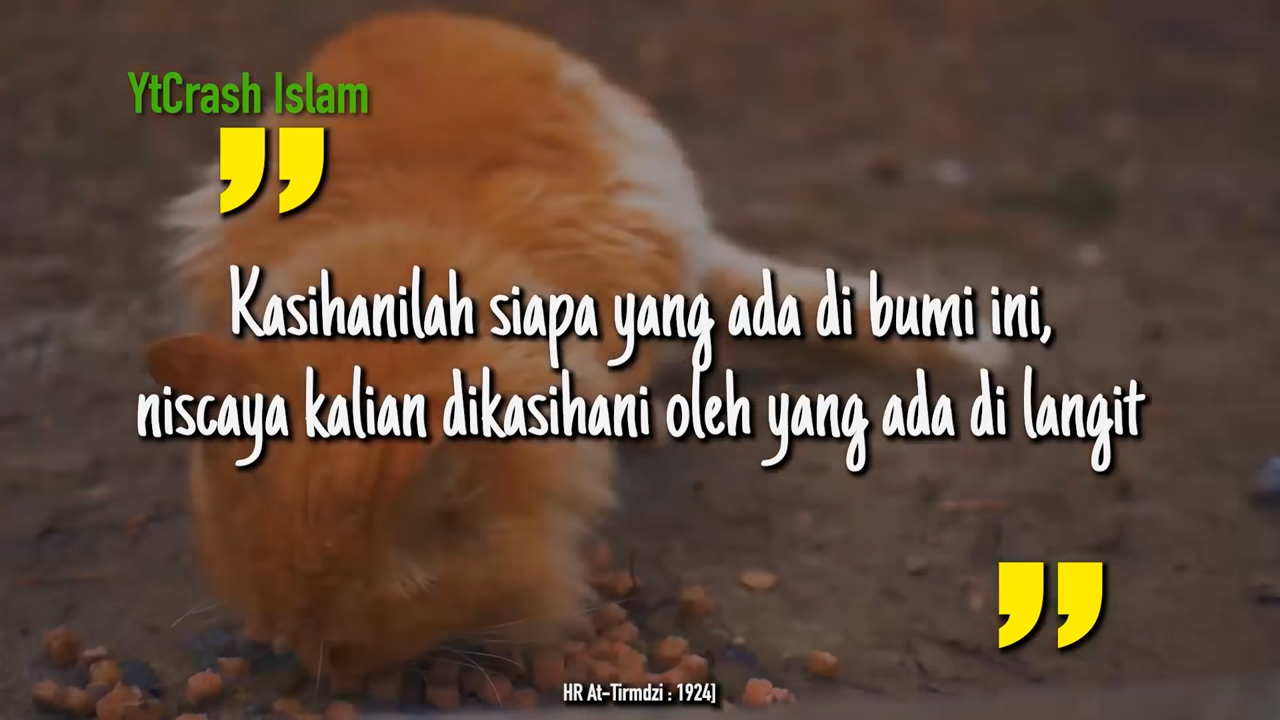 YtCrash Islam
”
Kasihanilah siapa yang ada di bumi ini,
niscaya kalian dikasihani oleh yang ada di langit
”
HR At-Tirmdzi : 1924]